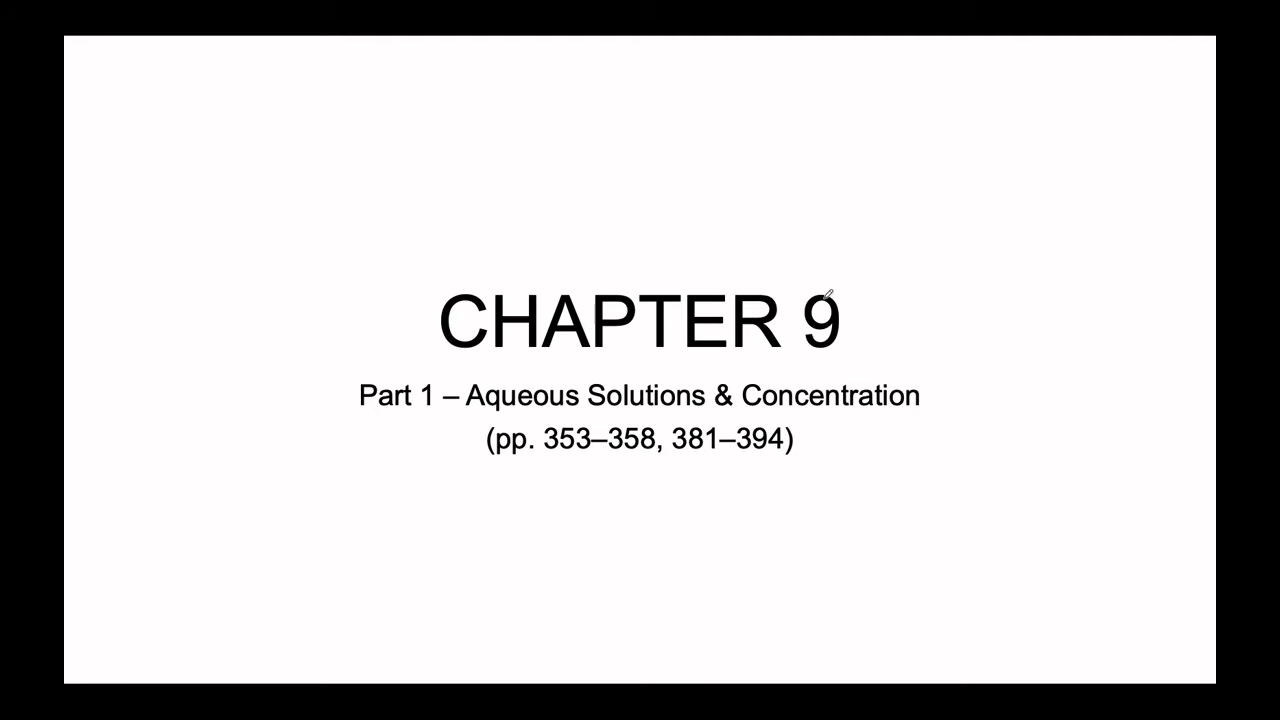 CHAPTER 9
Part 1 – Aqueous Solutions & Concentration
(pp. 353–358, 381–394)